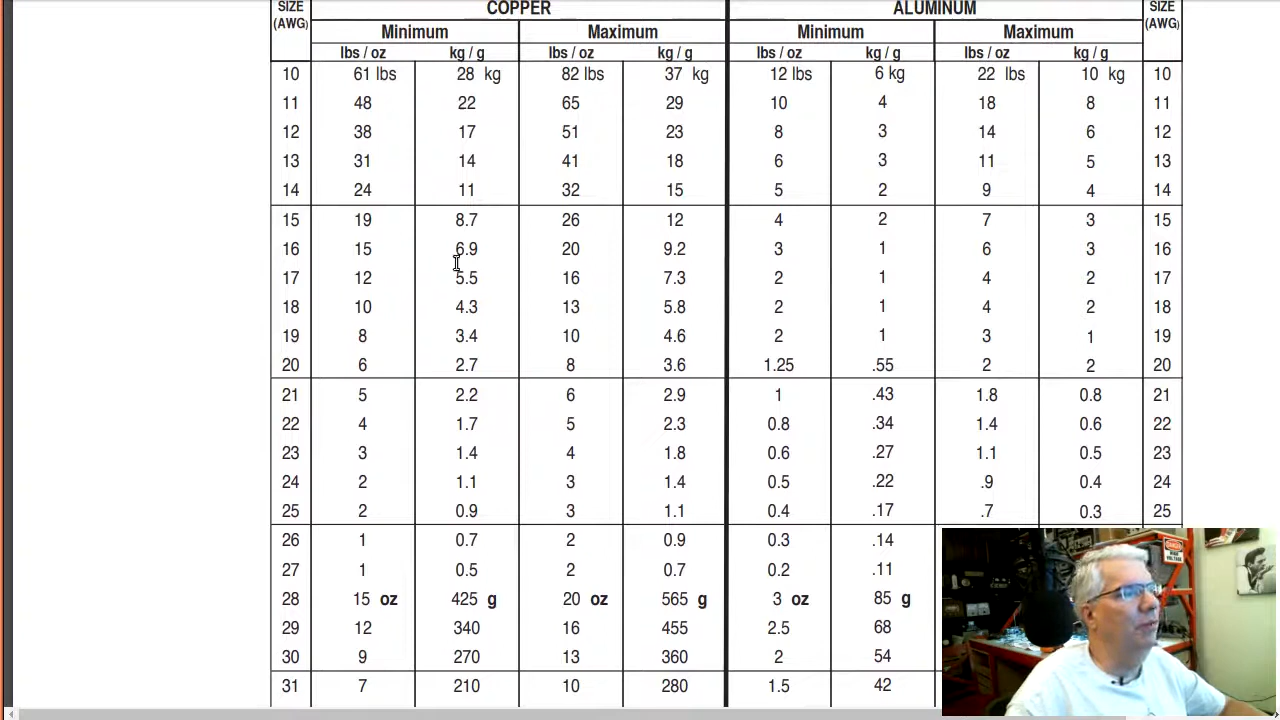 SIZE COPPER ALUMINUM SIZE
(AWG) Minimum Maximum Minimum Maximum (AWG)
lbs / oz kg / g lbs / oz kg / g lbs / oz kg / g lbs / oz kg / g
10 61 lbs 28 kg 82 lbs 37 kg 12 lbs 6 kg 22 lbs 10 kg 10
11 48 22 65 29 10 4 18 8 11
12 38 17 51 23 8 3 14 6 12
13 31 14 41 18 6 3 11 5 13
14 24 11 32 15 5 2 9 4 14
15 19 8.7 26 12 4 2 7 3 15
16 15 6.9 20 9.2 3 1 6 3 16
17 12 5.5 16 7.3 2 1 4 2 17
18 10 4.3 13 5.8 2 1 4 2 18
19 8 3.4 10 4.6 2 1 3 1 19
20 6 2.7 8 3.6 1.25 .55 2 2 20
21 5 2.2 6 2.9 1 .43 1.8 0.8 21
22 4 1.7 5 2.3 0.8 .34 1.4 0.6 22
23 3 1.4 4 1.8 0.6 .27 1.1 0.5 23
24 2 1.1 3 1.4 0.5 .22 .9 0.4 24
25 2 0.9 3 1.1 0.4 .17 .7 0.3 25
26 1 0.7 2 0.9 0.3 .14
27 1 0.5 2 0.7 0.2 .11
28 15 oz 425 g 20 oz 565 g 3 oz 85 g
29 12 340 16 455 2.5 68
30 9 270 13 360 2 54
31 7 210 10 280 1.5 42
DANGER
HIGH
VOLTAGE